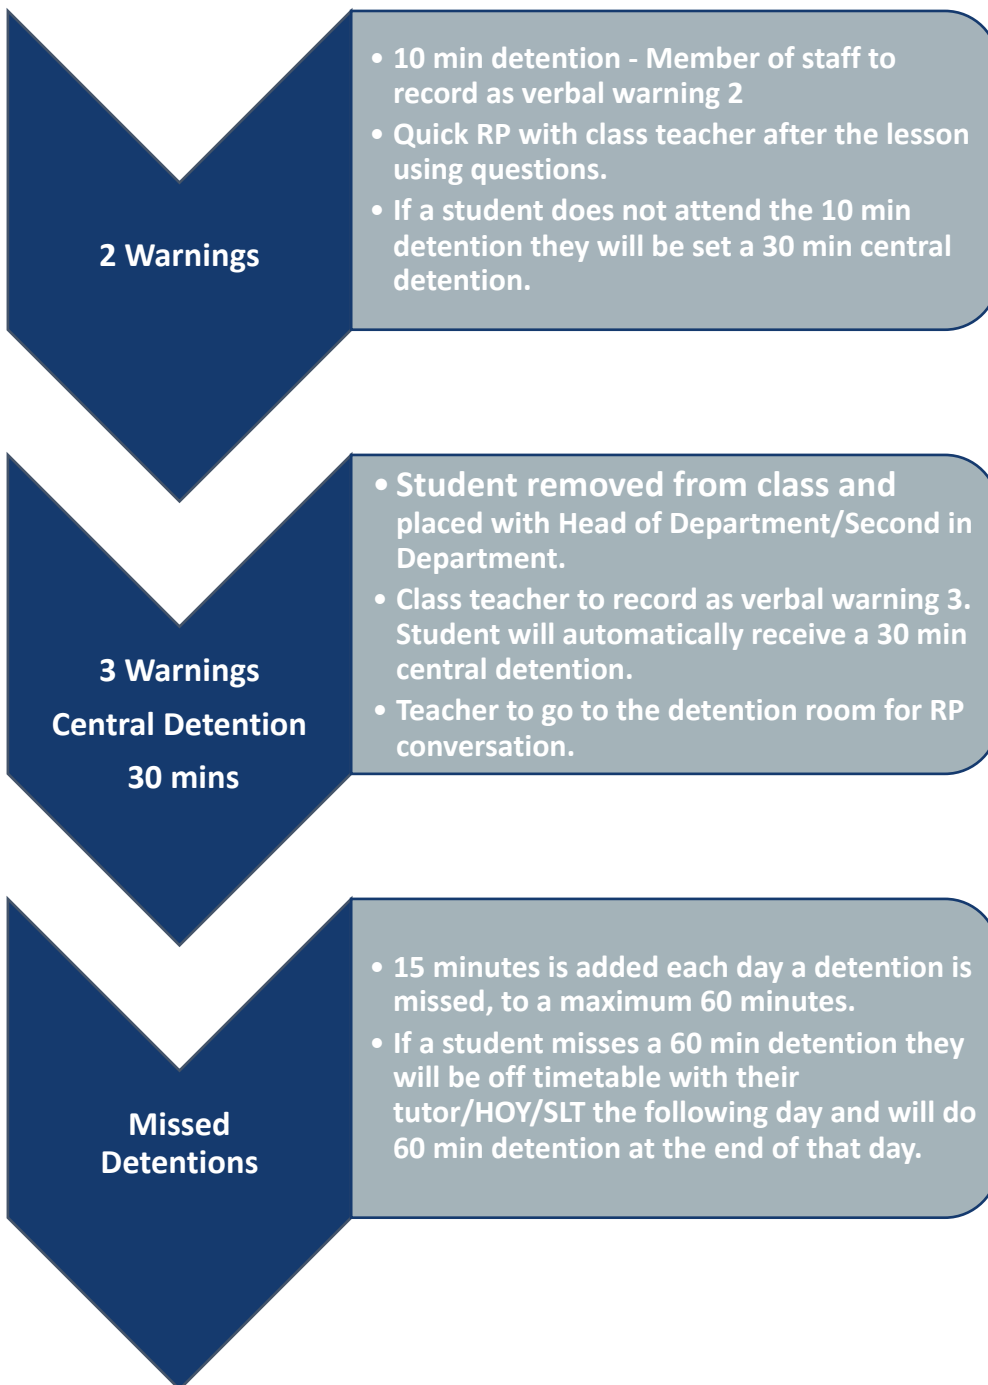 2 Warnings
• 10 min detention - Member of staff to
record as verbal warning 2
• Quick RP with class teacher after the lesson
using questions.
• If a student does not attend the 10 min
detention they will be set a 30 min central
detention.
3 Warnings
Central Detention
30 mins
• Student removed from class and
placed with Head of Department/Second in
Department.
• Class teacher to record as verbal warning 3.
Student will automatically receive a 30 min
central detention.
• Teacher to go to the detention room for RP
conversation.
Missed
Detentions
• 15 minutes is added each day a detention is
missed, to a maximum 60 minutes.
• If a student misses a 60 min detention they
will be off timetable with their
tutor/HOY/SLT the following day and will do
60 min detention at the end of that day.